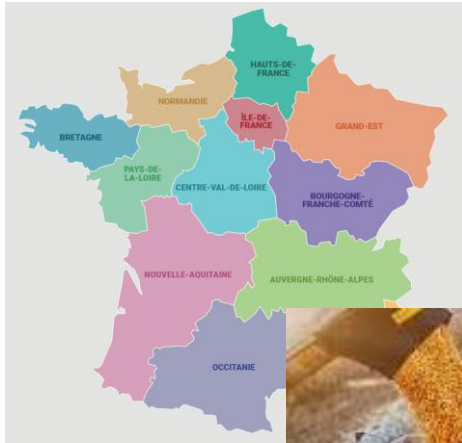 HAUTS-DE-
FRANCE
NORMANDIE
ÎLE-DE-
FRANCE
GRAND-EST
BRETAGNE
PAYS-DE-
LA-LOIRE
CENTRE-VAL-DE-LOIRE
BOURGOGNE-
FRANCHE-COMTÉ
NOUVELLE-AQUITAINE
AUVERGNE-RHÔNE-ALPES
OCCITANIE